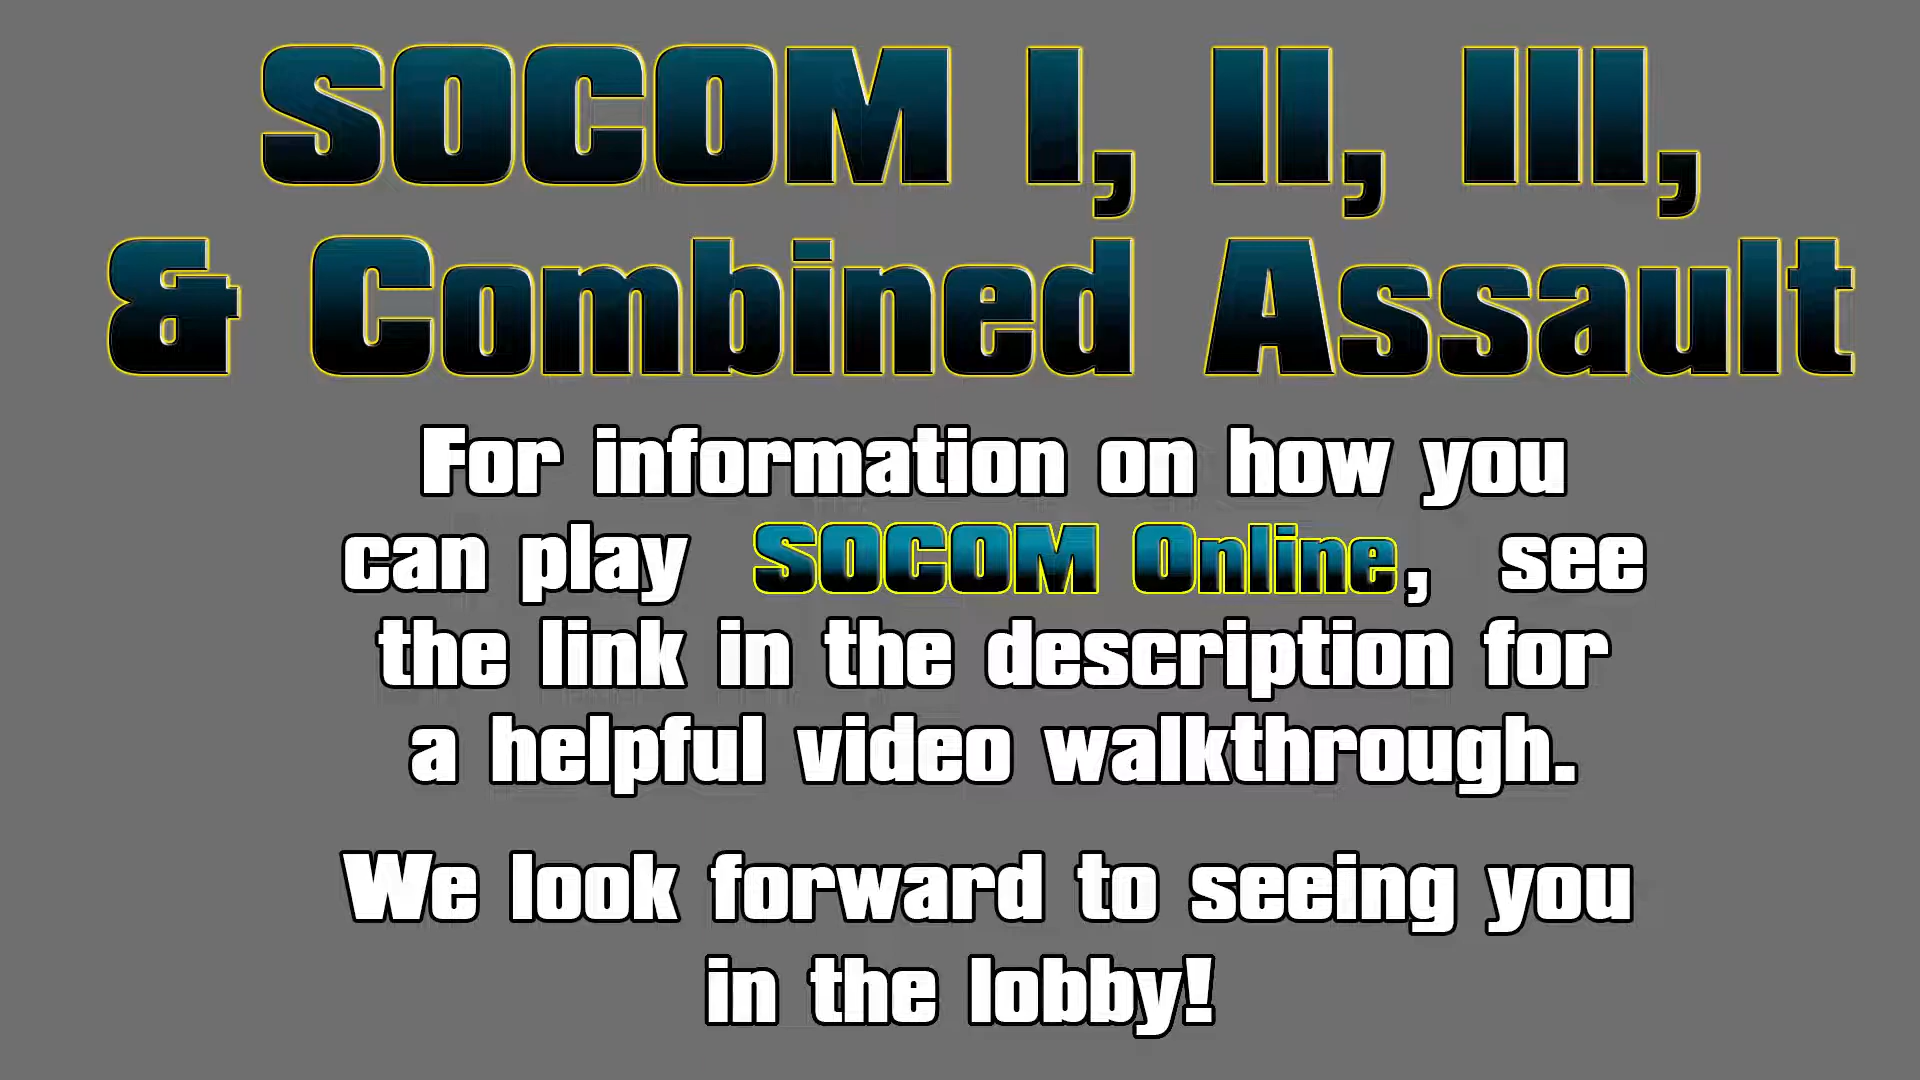 SOCOM I, II, III,
& Combined Assault
For information on how you
can play SOCOM Online, see
the link in the description for
a helpful video walkthrough.
We look forward to seeing you
in the lobby!